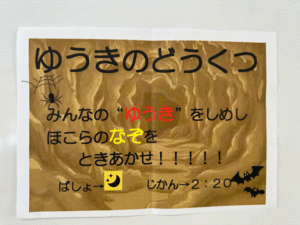 ゆうきのどうくつ
みんなの“ゆうき”をしめし
ほこらのなぞを
ときあかせ！！！！！
ばしょ→ じかん→２：２０